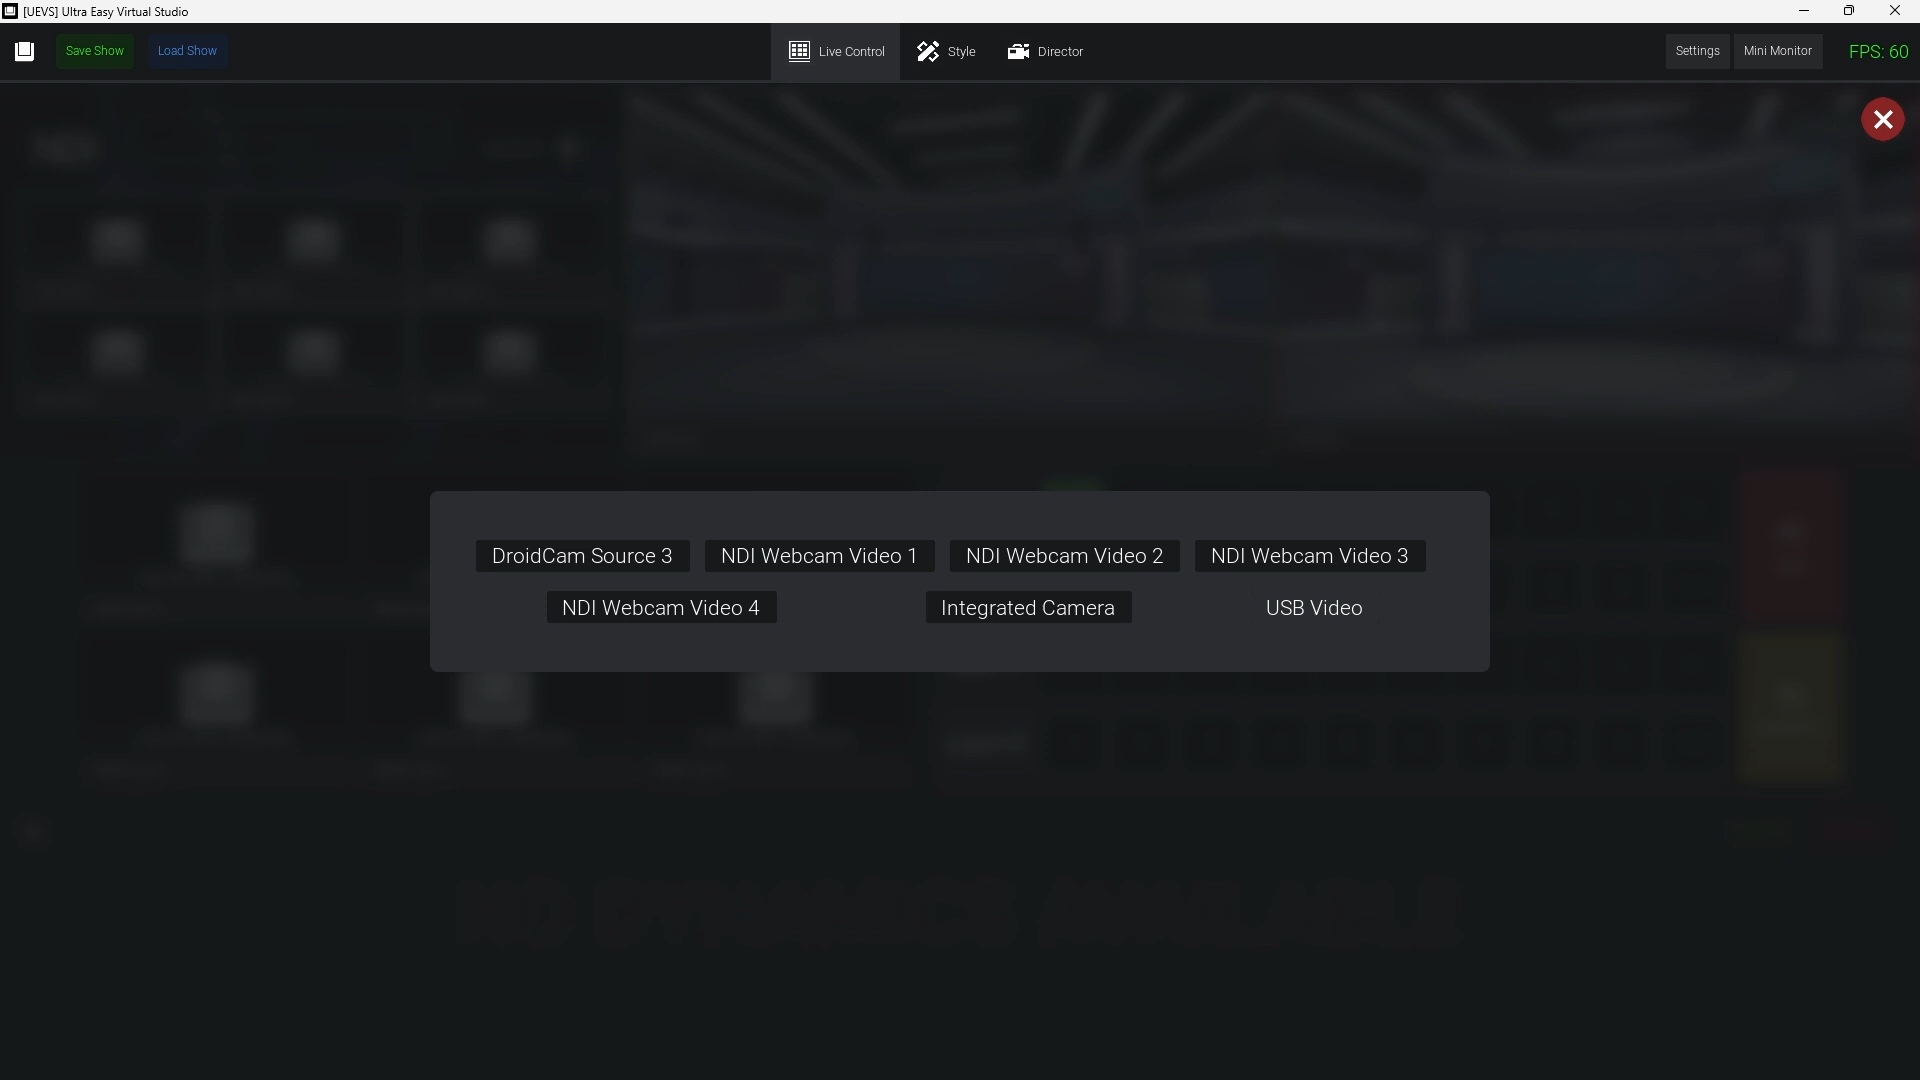 [UEVS] Ultra Easy Virtual Studio
Save Show
Load Show
Live Control
Style
Director
Settings
Mini Monitor
FPS: 60
DroidCam Source 3
NDI Webcam Video 1
NDI Webcam Video 2
NDI Webcam Video 3
NDI Webcam Video 4
Integrated Camera
USB Video